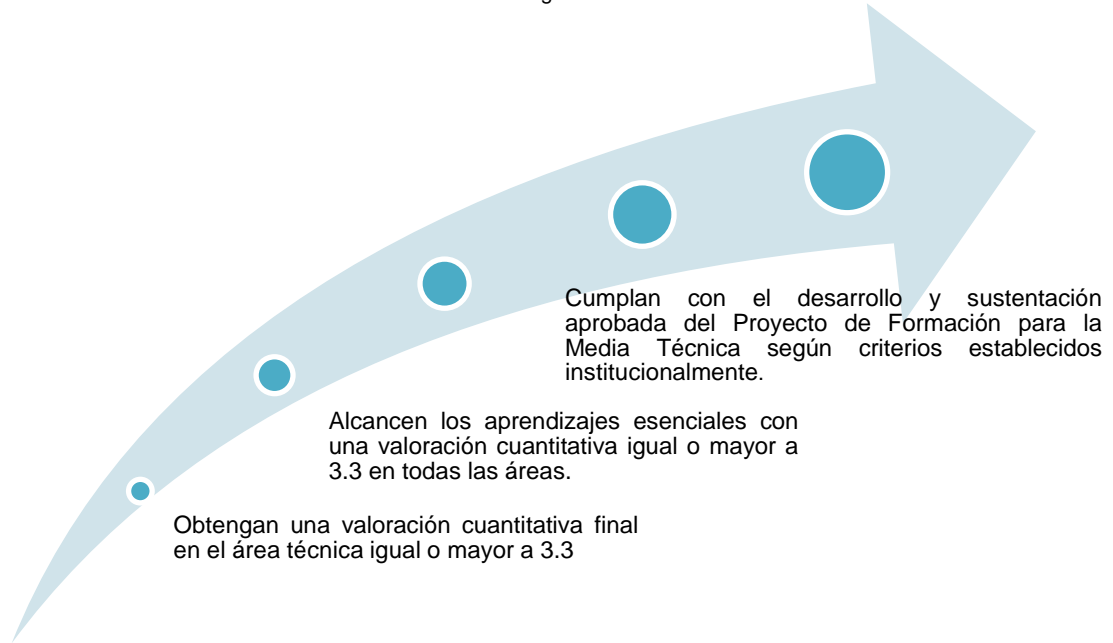 Cumplan con el desarrollo y sustentación
aprobada del Proyecto de Formación para la
Media Técnica según criterios establecidos
institucionalmente.
Alcancen los aprendizajes esenciales con
una valoración cuantitativa igual o mayor a
3.3 en todas las áreas.
Obtengan una valoración cuantitativa final
en el área técnica igual o mayor a 3.3